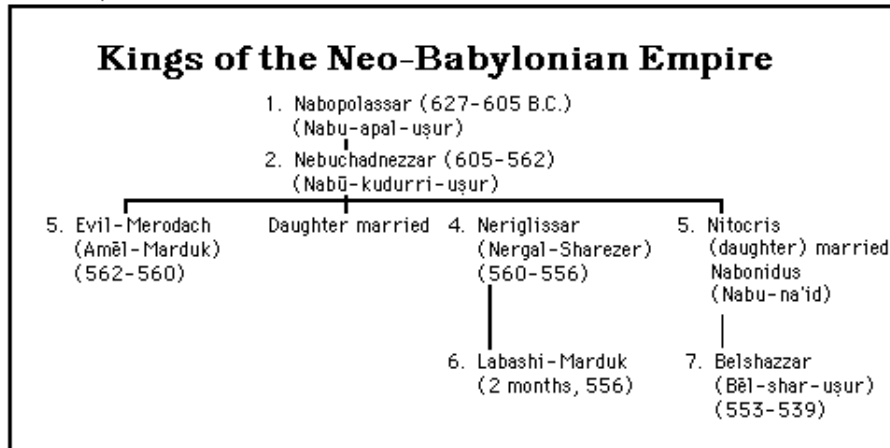 Kings of the Neo-Babylonian Empire
1. Nabopolassar (627-605 B.C.)
(Nabu-apal-uṣur)
2. Nebuchadnezzar (605-562)
(Nabū-kudurri-uṣur)
5. Evil-Merodach
(Amēl-Marduk)
(562-560)
Daughter married
4. Neriglissar
(Nergal-Sharezer)
(560-556)
5. Nitocris
(daughter) married
Nabonidus
(Nabu-na'id)
6. Labashi-Marduk
(2 months, 556)
7. Belshazzar
(Bēl-shar-uṣur)
(553-539)